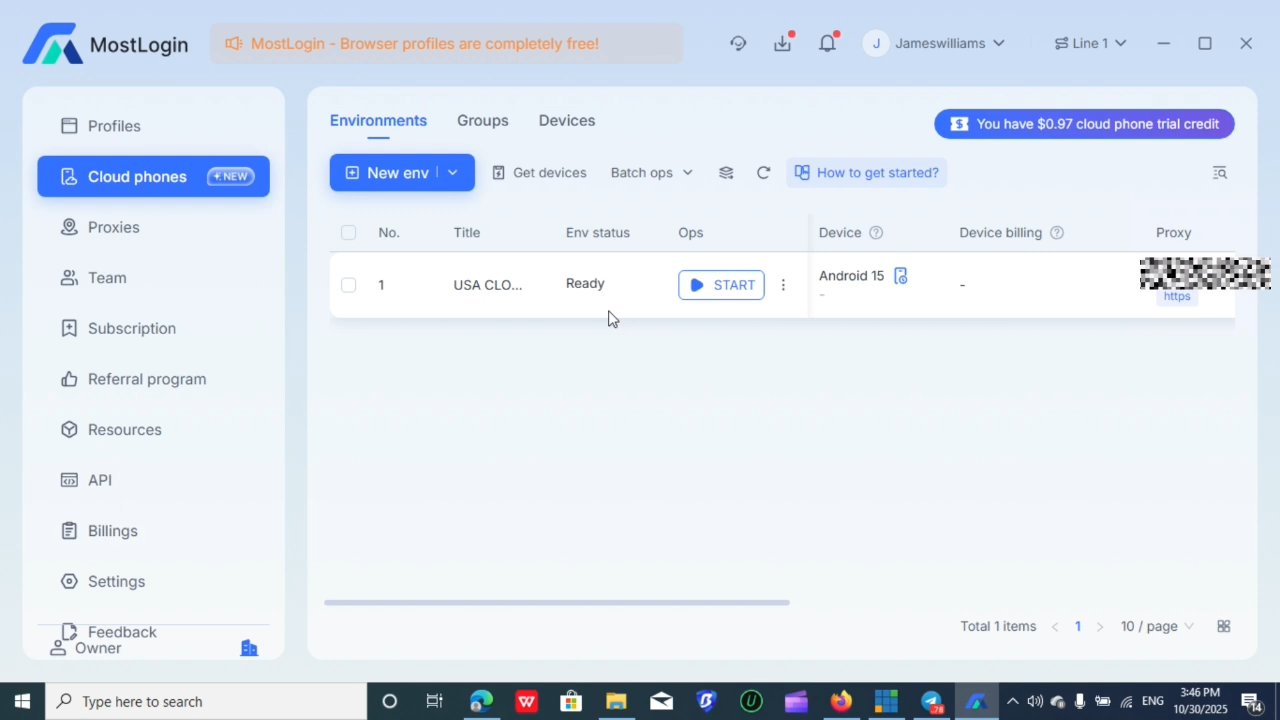 MostLogin
MostLogin - Browser profiles are completely free!
J Jameswilliams
Line 1
Profiles
Cloud phones NEW
Proxies
Team
Subscription
Referral program
Resources
API
Billings
Settings
Feedback
Owner
Environments Groups Devices
You have $0.97 cloud phone trial credit
New env Get devices Batch ops How to get started?
No. Title Env status Ops Device Device billing Proxy
1 USA CLO... Ready START Android 15 -
- https
Total 1 items 1 10 / page
Type here to search
78
ENG
3:46 PM
10/30/2025
14